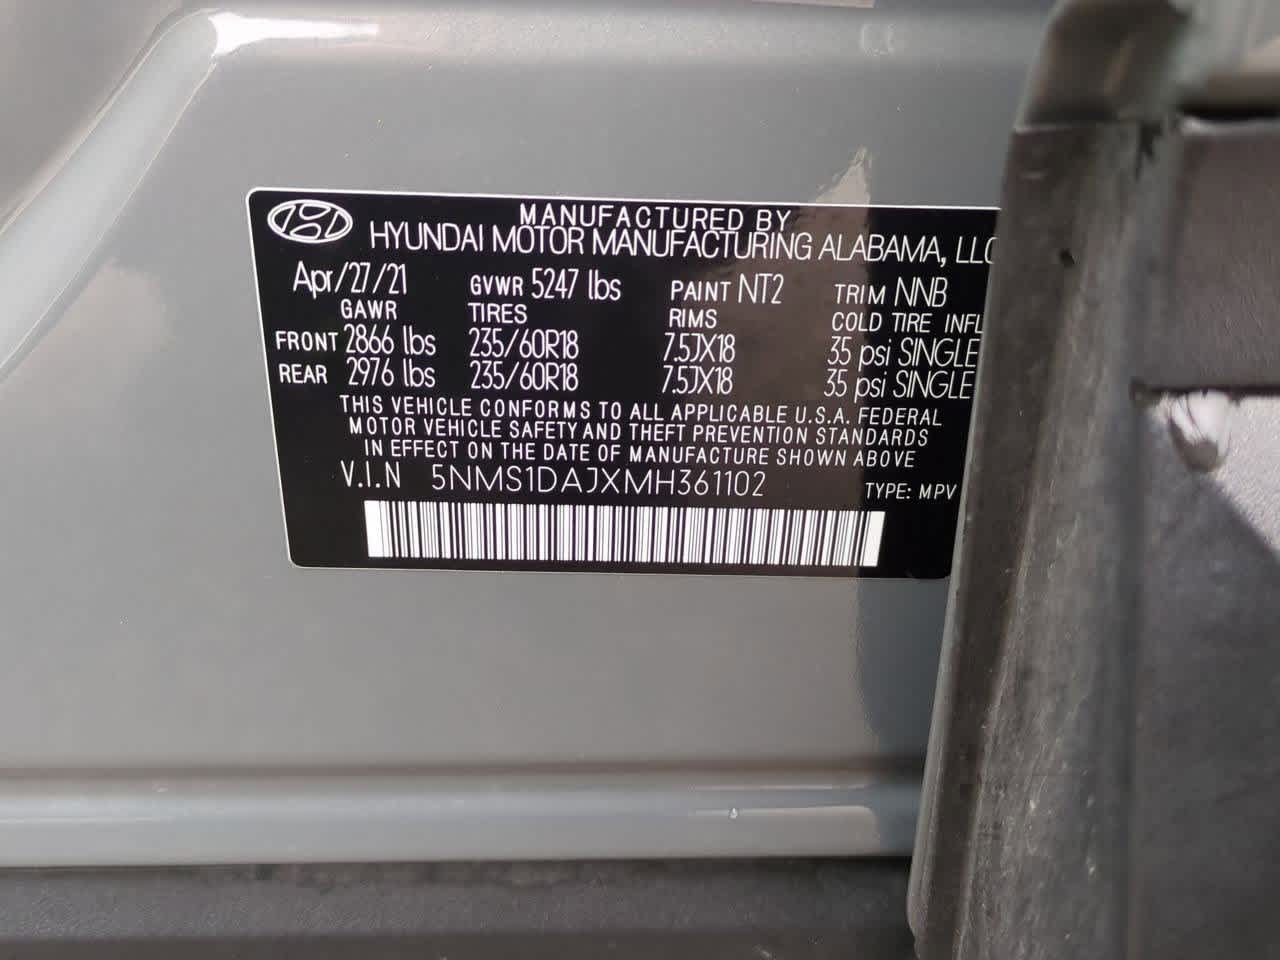 MANUFACTURED BY
HYUNDAI MOTOR MANUFACTURING ALABAMA, LLC
Apr/27/21 GVWR 5247 lbs PAINT NT2 TRIM NNB
GAWR TIRES RIMS COLD TIRE INFL
FRONT 2866 lbs 235/60R18 7.5JX18 35 psi SINGLE
REAR 2976 lbs 235/60R18 7.5JX18 35 psi SINGLE
THIS VEHICLE CONFORMS TO ALL APPLICABLE U.S.A. FEDERAL
MOTOR VEHICLE SAFETY AND THEFT PREVENTION STANDARDS
IN EFFECT ON THE DATE OF MANUFACTURE SHOWN ABOVE
V.I.N 5NMS1DAJXMH361102 TYPE: MPV